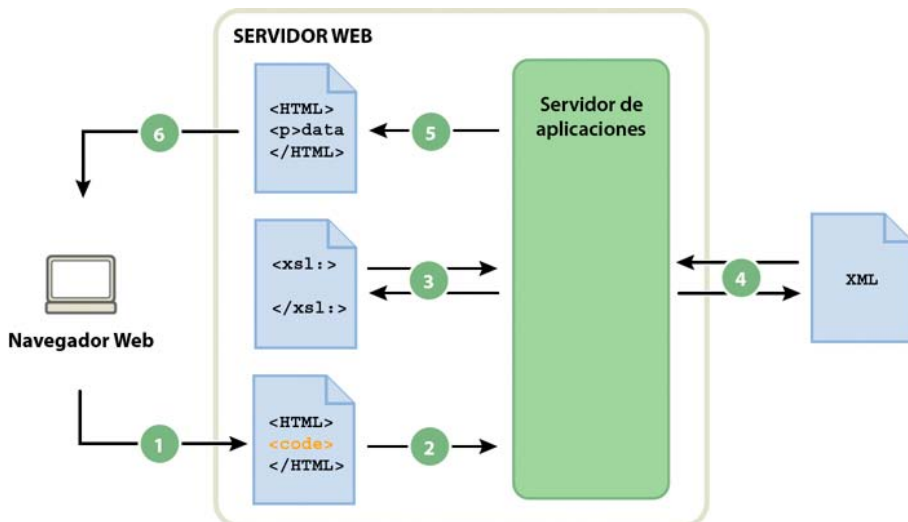 SERVIDOR WEB
<HTML>
<p>data
</HTML>
6
5
Servidor de
aplicaciones
<xsl:>
</xsl:>
3
4
XML
Navegador Web
1
<HTML>
<code>
</HTML>
2